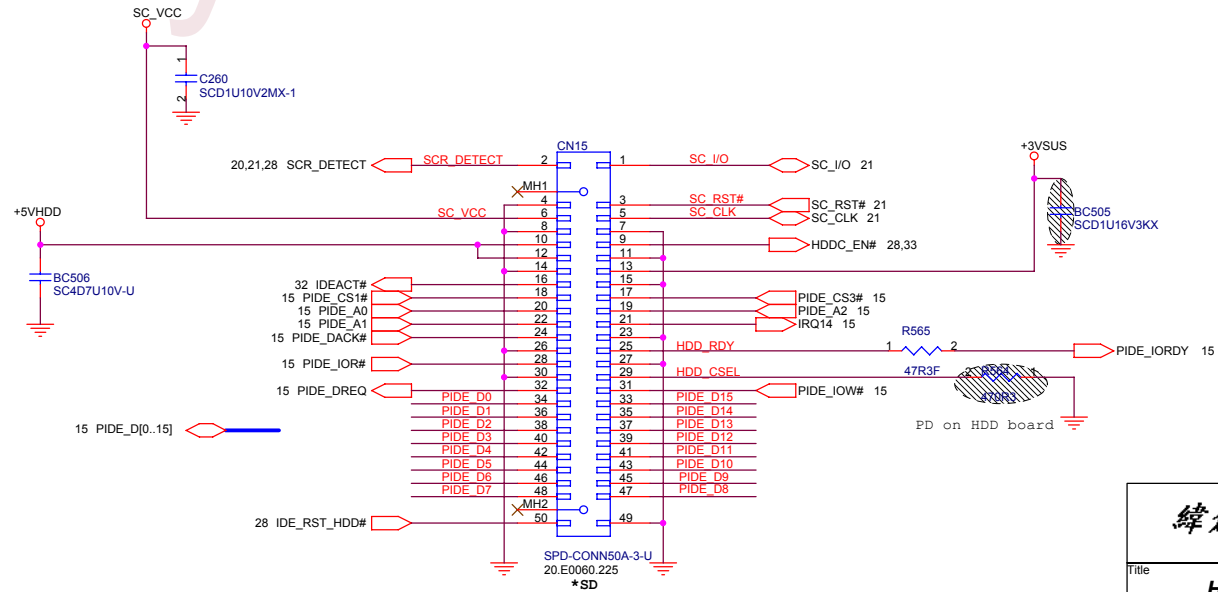 SC_VCC
1
C260
SCD1U10V2MX-1
2
CN15
20,21,28 SCR_DETECT SCR_DETECT 2 1 SC_I/O SC_I/O 21
+3VSUS
MH1
4 3 SC_RST# SC_RST# 21
SC_VCC 6 5 SC_CLK SC_CLK 21
BC505
SCD1U16V3KX
+5VHDD
8 7
10 9 HDDC_EN# 28,33
12 11
14 13
BC506
SC4D7U10V-U
32 IDEACT# 16 15
15 PIDE_CS1# 18 17 PIDE_CS3# 15
15 PIDE_A0 20 19 PIDE_A2 15
15 PIDE_A1 22 21 IRQ14 15
15 PIDE_DACK# 24 23
R565
26 25 HDD_RDY 1 2 PIDE_IORDY 15
47R3F
15 PIDE_IOR# 28 27
30 29 HDD_CSEL 2 1
470R3
15 PIDE_DREQ 32 31 PIDE_IOW# 15
PIDE_D0 34 33 PIDE_D15
PIDE_D1 36 35 PIDE_D14
PD on HDD board
15 PIDE_D[0..15]
PIDE_D2 38 37 PIDE_D13
PIDE_D3 40 39 PIDE_D12
PIDE_D4 42 41 PIDE_D11
PIDE_D5 44 43 PIDE_D10
PIDE_D6 46 45 PIDE_D9
PIDE_D7 48 47 PIDE_D8
MH2
28 IDE_RST_HDD# 50 49
SPD-CONN50A-3-U
20.E0060.225
*SD
緯
Title
H